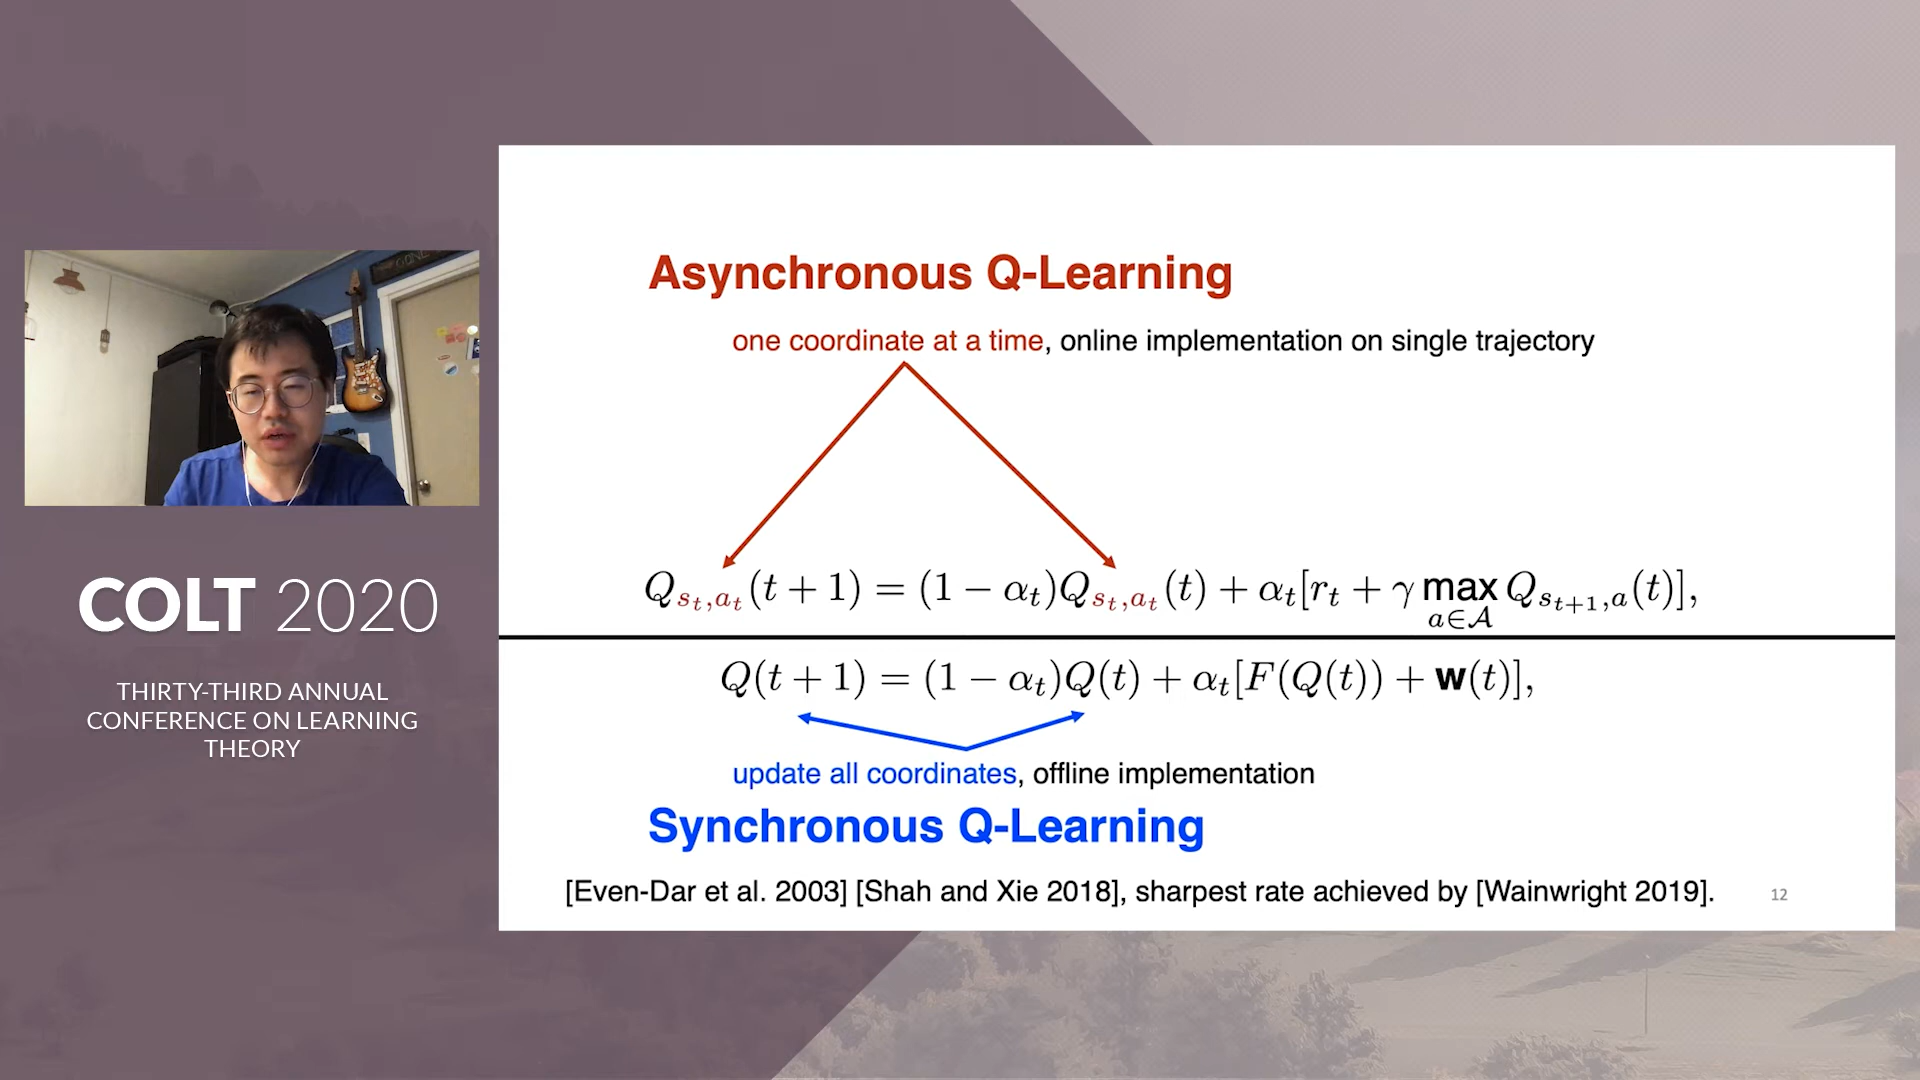 Asynchronous Q-Learning
one coordinate at a time, online implementation on single trajectory
Q_{s_t,a_t}(t + 1) = (1 − α_t)Q_{s_t,a_t}(t) + α_t[r_t + γ max_{a∈𝒜} Q_{s_{t+1},a}(t)],
Q(t + 1) = (1 − α_t)Q(t) + α_t[F(Q(t)) + w(t)],
update all coordinates, offline implementation
Synchronous Q-Learning
[Even-Dar et al. 2003] [Shah and Xie 2018], sharpest rate achieved by [Wainwright 2019].
12
COLT 2020
THIRTY-THIRD ANNUAL
CONFERENCE ON LEARNING
THEORY